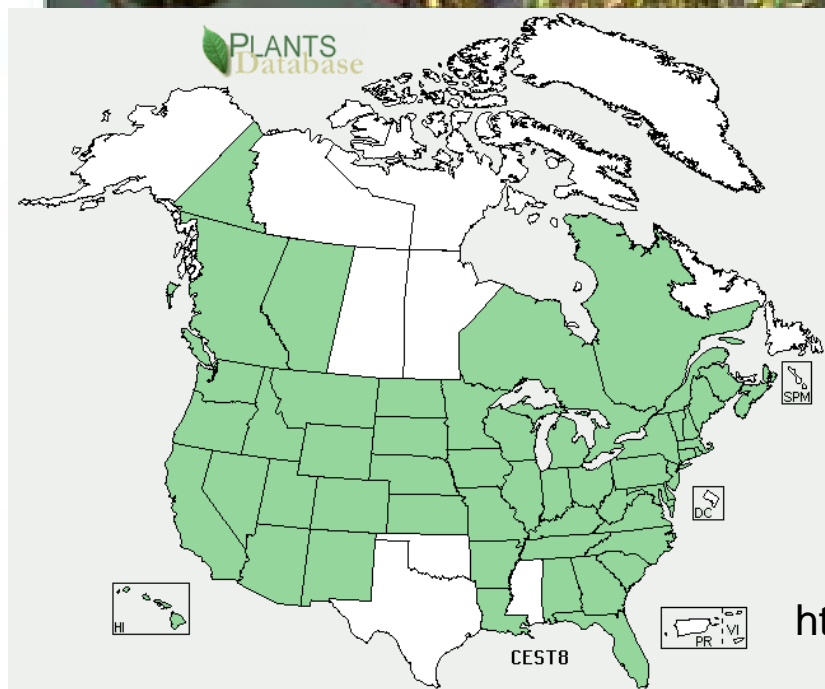 PLANTS
Database
SPM
DC
HI
PR VI
ht
CEST8